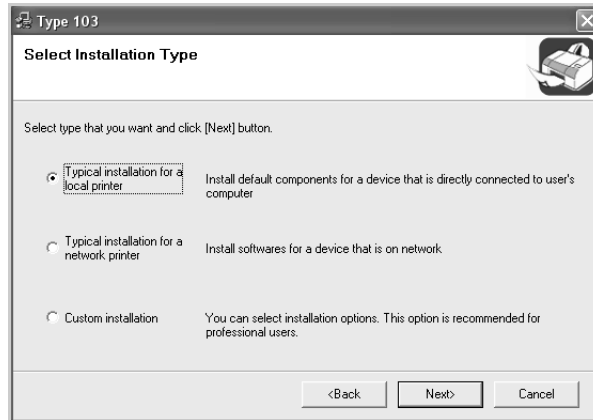 Type 103
Select Installation Type
Select type that you want and click [Next] button.
Typical installation for a
local printer
Install default components for a device that is directly connected to user's
computer
Typical installation for a
network printer
Install softwares for a device that is on network
Custom installation
You can select installation options. This option is recommended for
professional users.
<Back
Next>
Cancel